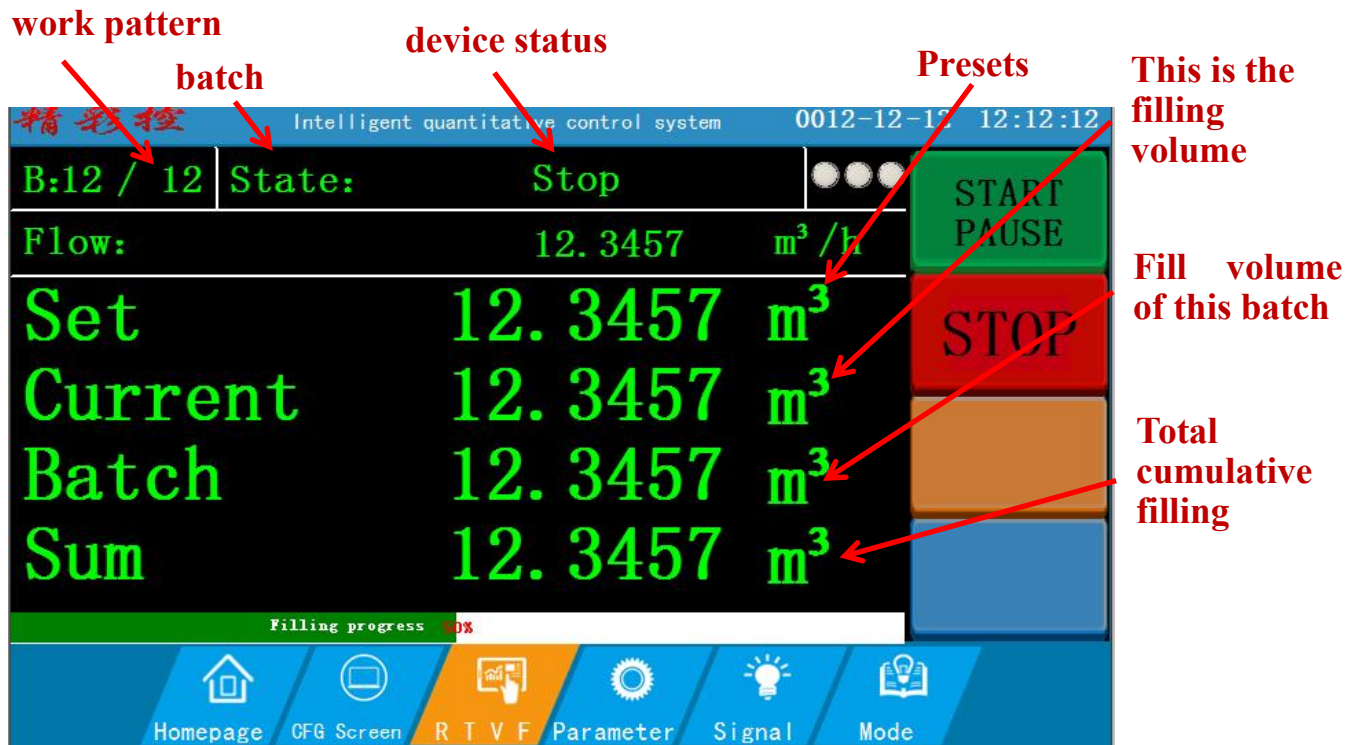 work pattern
batch
device status
Presets
This is the
filling
volume
Fill volume
of this batch
Total
cumulative
filling
精彩控
Intelligent quantitative control system
0012-12-12 12:12:12
B:12 / 12
State:
Stop
Flow:
12.3457
m³/h
Set
12.3457
m³
Current
12.3457
m³
Batch
12.3457
m³
Sum
12.3457
m³
START
PAUSE
STOP
Filling progress
50%
Homepage
CFG Screen
R T V F
Parameter
Signal
Mode